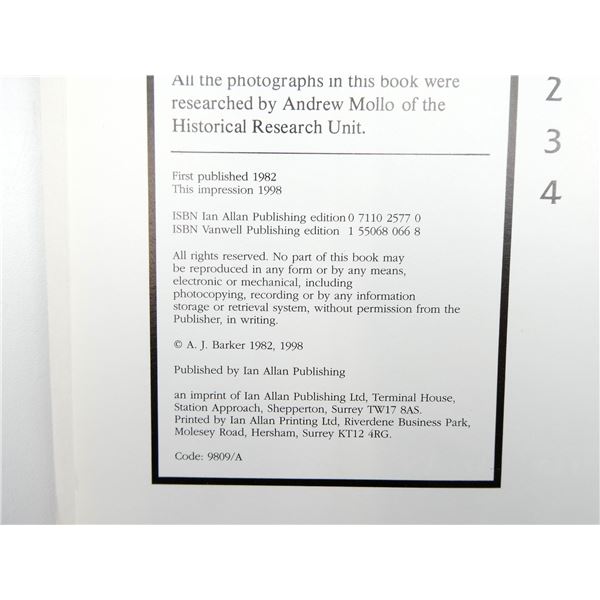 All the photographs in this book were
researched by Andrew Mollo of the
Historical Research Unit.
First published 1982
This impression 1998
ISBN Ian Allan Publishing edition 0 7110 2577 0
ISBN Vanwell Publishing edition 1 55068 066 8
All rights reserved. No part of this book may
be reproduced in any form or by any means,
electronic or mechanical, including
photocopying, recording or by any information
storage or retrieval system, without permission from the
Publisher, in writing.
© A. J. Barker 1982, 1998
Published by Ian Allan Publishing
an imprint of Ian Allan Publishing Ltd, Terminal House,
Station Approach, Shepperton, Surrey TW17 8AS.
Printed by Ian Allan Printing Ltd, Riverdene Business Park,
Molesey Road, Hersham, Surrey KT12 4RG.
Code: 9809/A
2
3
4